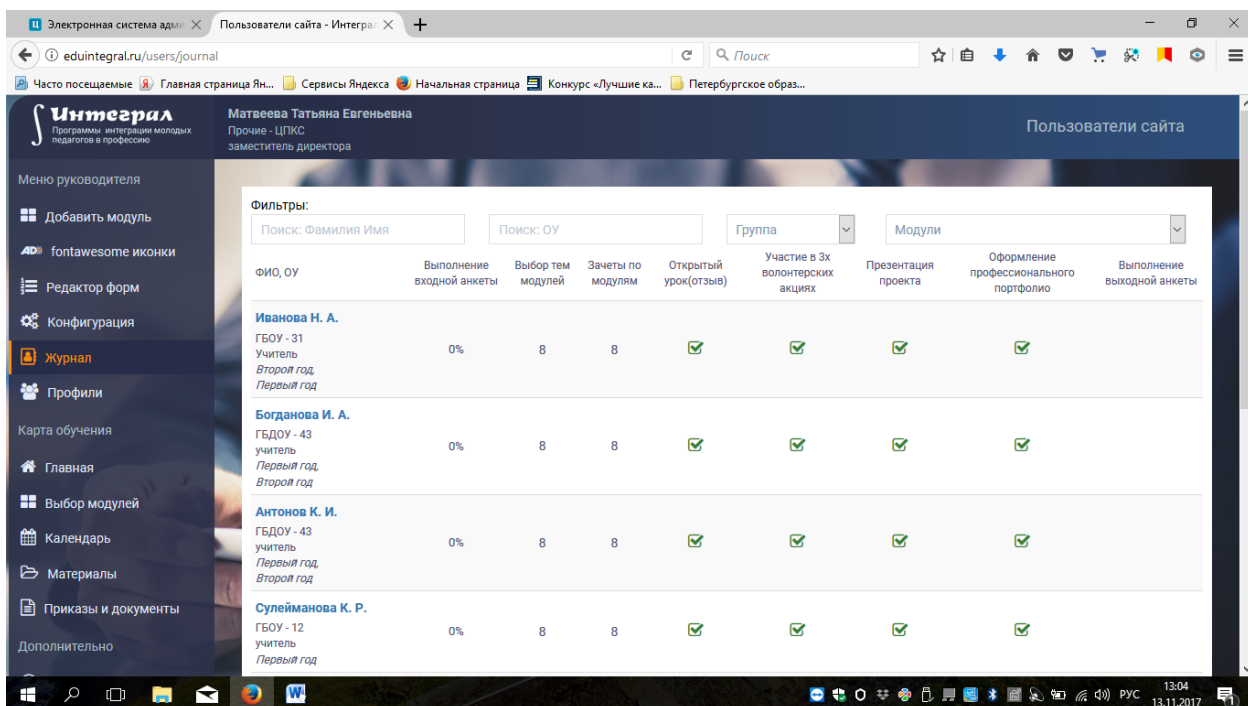 Электронная система адми
Пользователи сайта - Интеграл
eduintegral.ru/users/journal
Поиск
Часто посещаемые
Главная страница Ян...
Сервисы Яндекса
Начальная страница
Конкурс «Лучшие ка...
Петербургское образ...
Интеграл
Программы интеграции молодых
педагогов в профессию
Матвеева Татьяна Евгеньевна
Прочие - ЦПКС
заместитель директора
Пользователи сайта
Меню руководителя
Добавить модуль
AD fontawesome иконки
Редактор форм
Конфигурация
Журнал
Профили
Карта обучения
Главная
Выбор модулей
Календарь
Материалы
Приказы и документы
Дополнительно
Фильтры:
Поиск: Фамилия Имя
Поиск: ОУ
Группа
Модули
ФИО, ОУ
Выполнение
входной анкеты
Выбор тем
модулей
Зачеты по
модулям
Открытый
урок(отзыв)
Участие в 3х
волонтерских
акциях
Презентация
проекта
Оформление
профессионального
портфолио
Выполнение
выходной анкеты
Иванова Н. А.
ГБОУ - 31
Учитель
Второй год,
Первый год
0% 8 8
Богданова И. А.
ГБДОУ - 43
учитель
Первый год,
Второй год
0% 8 8
Антонов К. И.
ГБДОУ - 43
учитель
Первый год,
Второй год
0% 8 8
Сулейманова К. Р.
ГБОУ - 12
учитель
Первый год
0% 8 8
РУС
13:04
13.11.2017